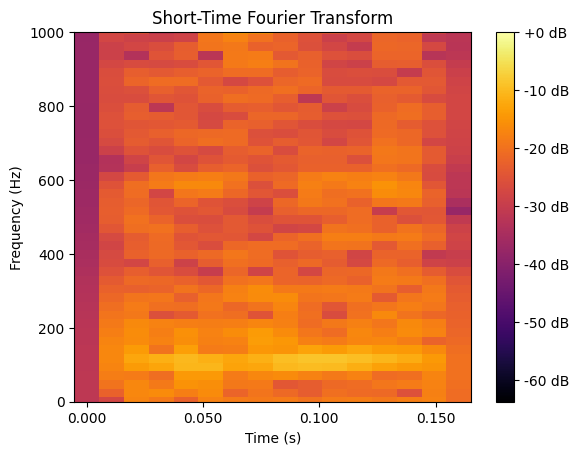 Short-Time Fourier Transform
1000
800
600
400
200
0
Frequency (Hz)
0.000
0.050
0.100
0.150
Time (s)
+0 dB
-10 dB
-20 dB
-30 dB
-40 dB
-50 dB
-60 dB